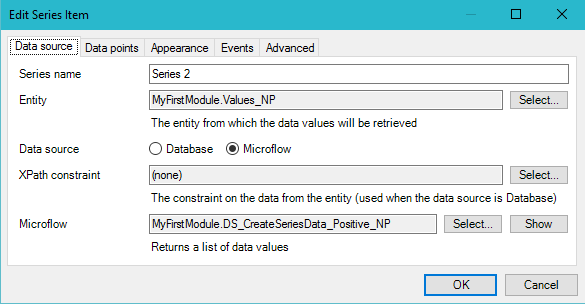 Edit Series Item
Data source Data points Appearance Events Advanced
Series name Series 2
Entity MyFirstModule.Values_NP Select...
The entity from which the data values will be retrieved
Data source Database Microflow
XPath constraint (none) Select...
The constraint on the data from the entity (used when the data source is Database)
Microflow MyFirstModule.DS_CreateSeriesData_Positive_NP Select... Show
Returns a list of data values
OK Cancel